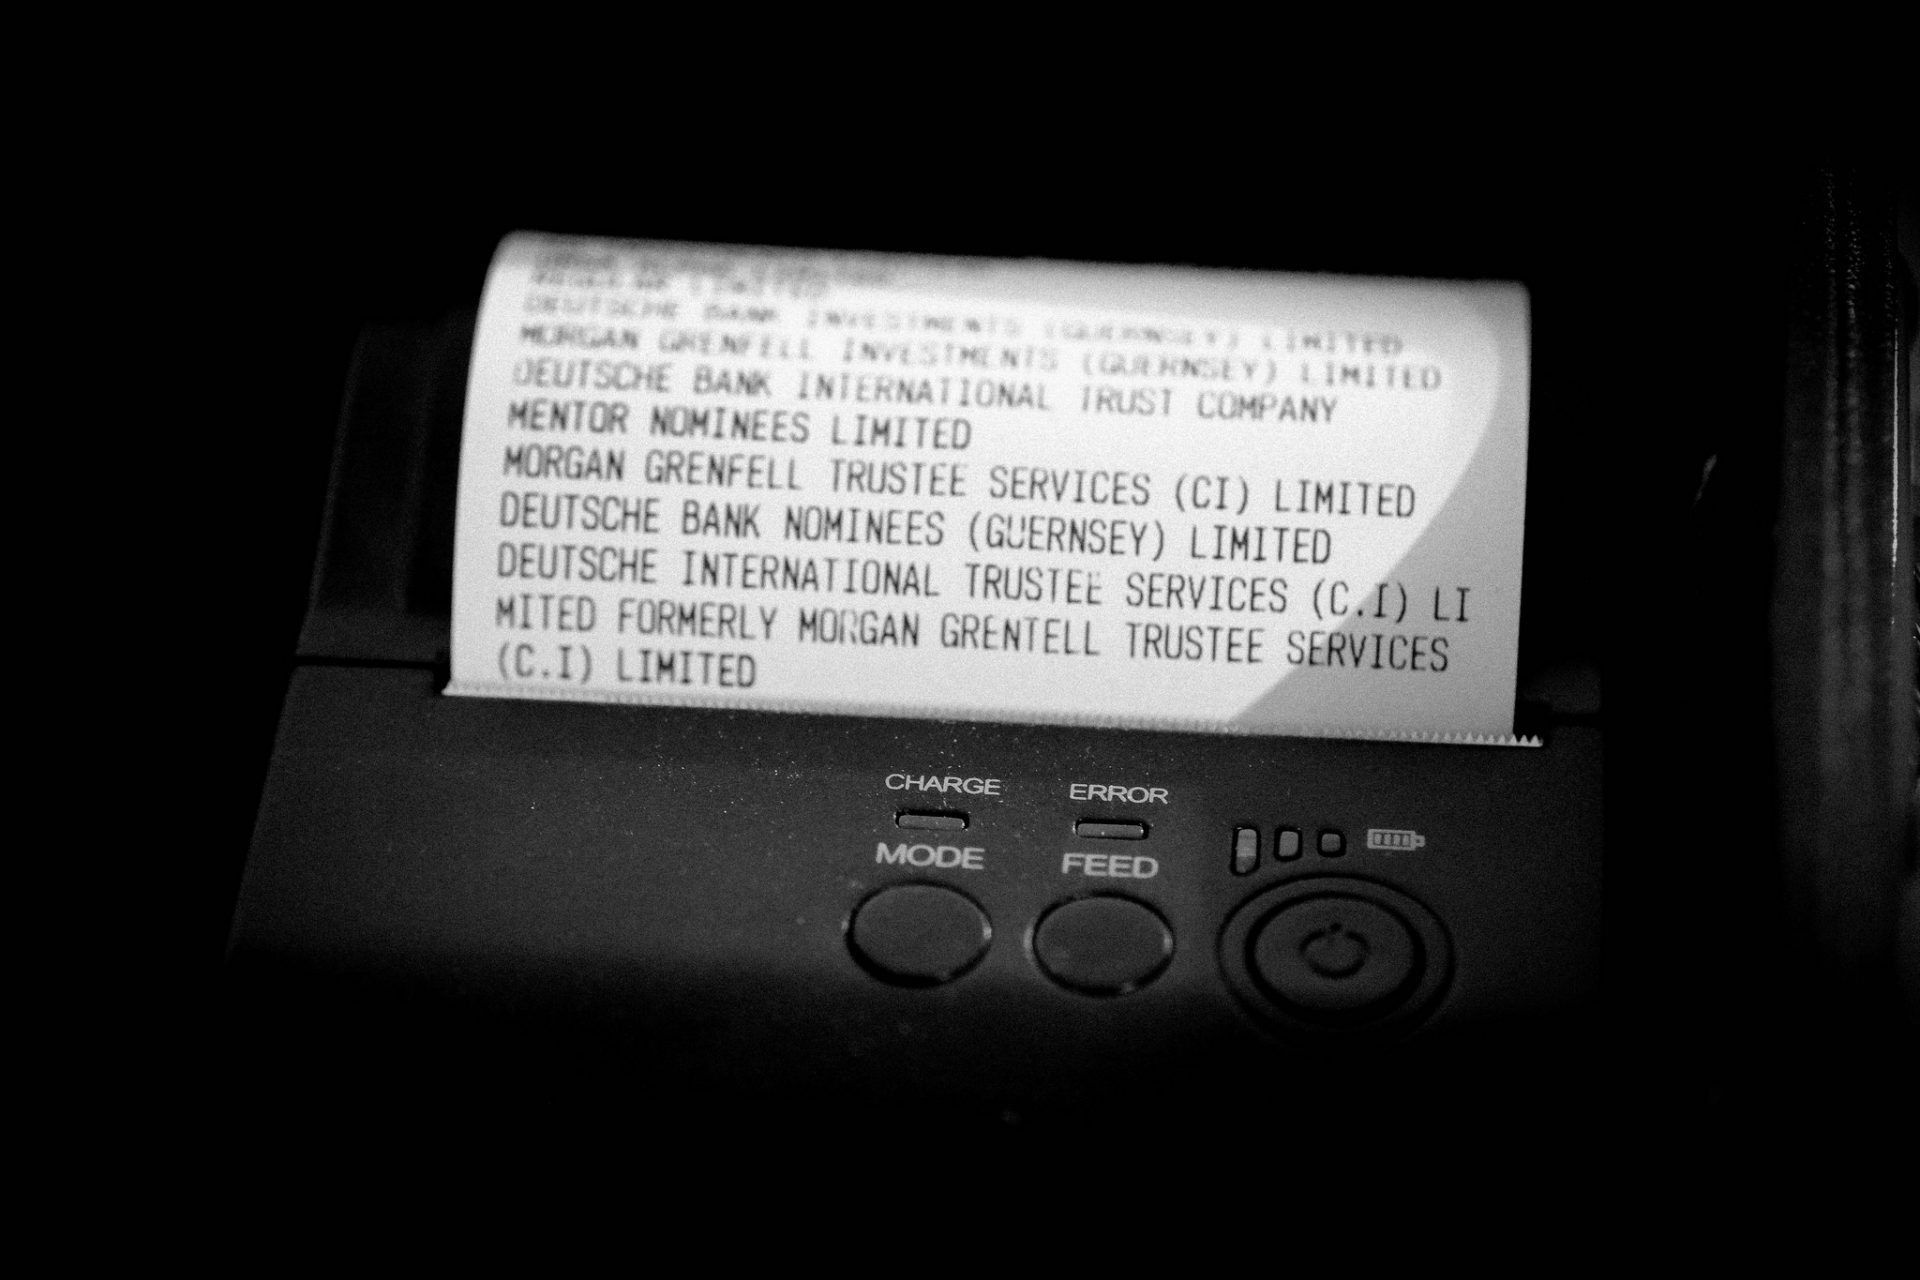 LIMITED
DEUTSCHE BANK INVESTMENTS (GUERNSEY) LIMITED
MORGAN GRENFELL INVESTMENTS (GUERNSEY) LIMITED
DEUTSCHE BANK INTERNATIONAL TRUST COMPANY
MENTOR NOMINEES LIMITED
MORGAN GRENFELL TRUSTEE SERVICES (CI) LIMITED
DEUTSCHE BANK NOMINEES (GUERNSEY) LIMITED
DEUTSCHE INTERNATIONAL TRUSTEE SERVICES (C.I) LI
MITED FORMERLY MORGAN GRENTELL TRUSTEE SERVICES
(C.I) LIMITED
CHARGE ERROR
MODE FEED